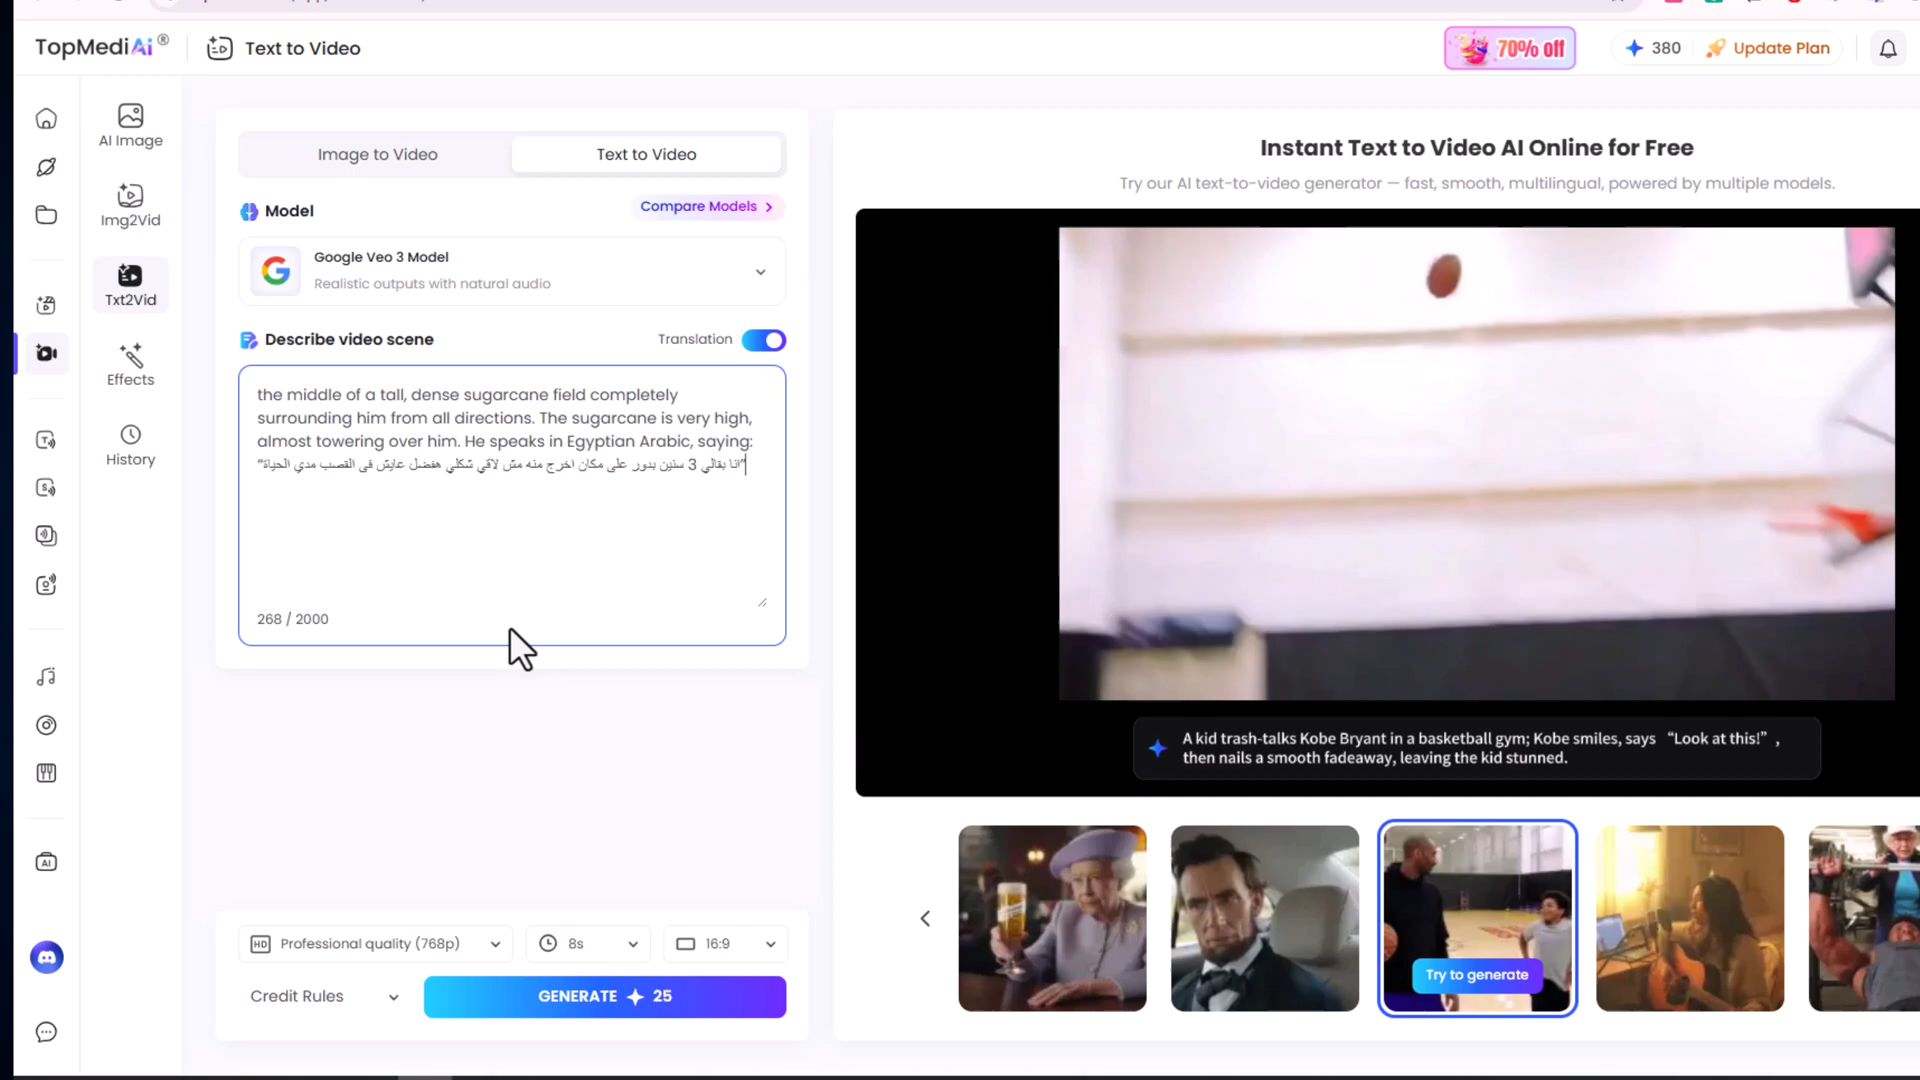 TopMediAi®
Text to Video
70% off
380
Update Plan
AI Image
Img2Vid
Txt2Vid
Effects
History
Image to Video
Text to Video
Model
Compare Models
Google Veo 3 Model
Realistic outputs with natural audio
Describe video scene
Translation
the middle of a tall, dense sugarcane field completely
surrounding him from all directions. The sugarcane is very high,
almost towering over him. He speaks in Egyptian Arabic, saying:
"انا بقالي 3 سنين بدور على مكان اخرج منه مش لاقي شكلي هفضل عايش فى القصب مدي الحياة"
268 / 2000
HD Professional quality (768p)
8s
16:9
Credit Rules
GENERATE 25
Instant Text to Video AI Online for Free
Try our AI text-to-video generator — fast, smooth, multilingual, powered by multiple models.
A kid trash-talks Kobe Bryant in a basketball gym; Kobe smiles, says “Look at this!” ,
then nails a smooth fadeaway, leaving the kid stunned.
Try to generate
AI